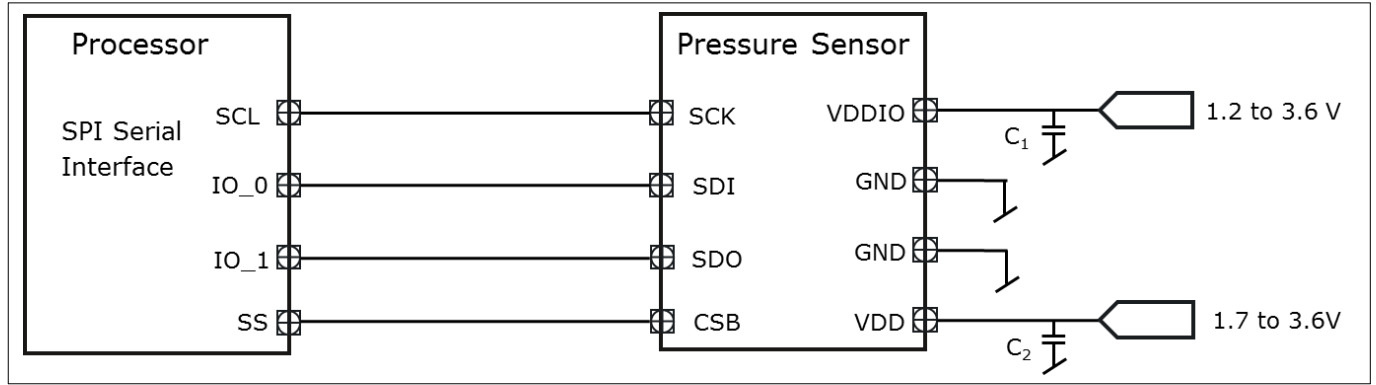 Processor
Pressure Sensor
SPI Serial
Interface
SCL
IO_0
IO_1
SS
SCK
SDI
SDO
CSB
VDDIO
GND
GND
VDD
C1
C2
1.2 to 3.6 V
1.7 to 3.6V